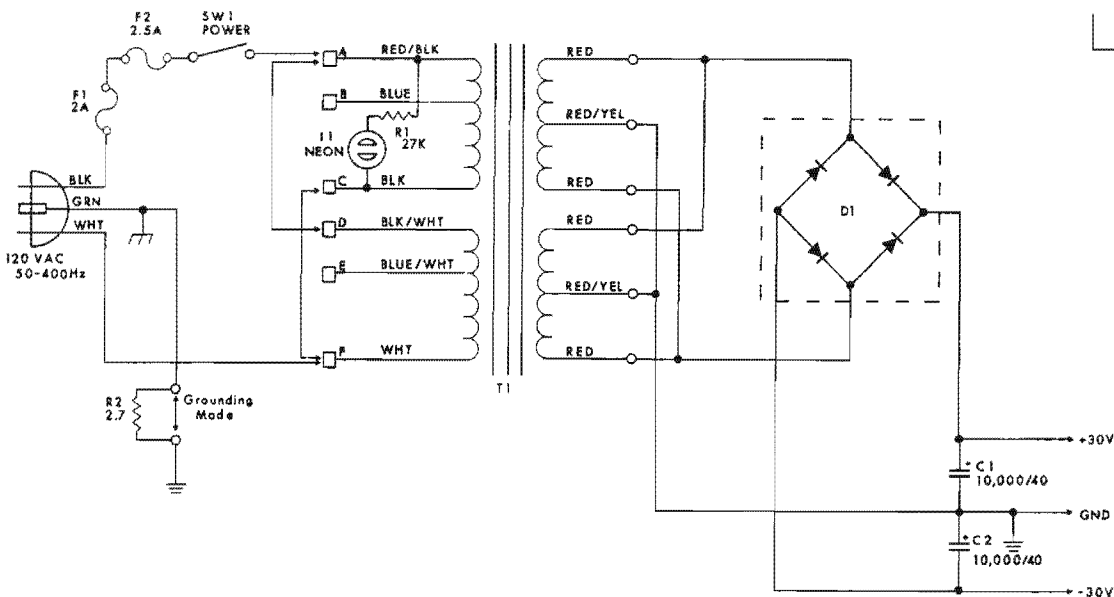 F2
2.5A
SW1
POWER
F1
2A
BLK
GRN
WHT
120 VAC
50-400Hz
R2
2.7
Grounding
Mode
A
RED/BLK
B
BLUE
R1
27K
I1
NEON
C
BLK
D
BLK/WHT
E
BLUE/WHT
F
WHT
T1
RED
RED/YEL
RED
RED
RED/YEL
RED
D1
+30V
+
C1
10,000/40
GND
+
C2
10,000/40
-30V